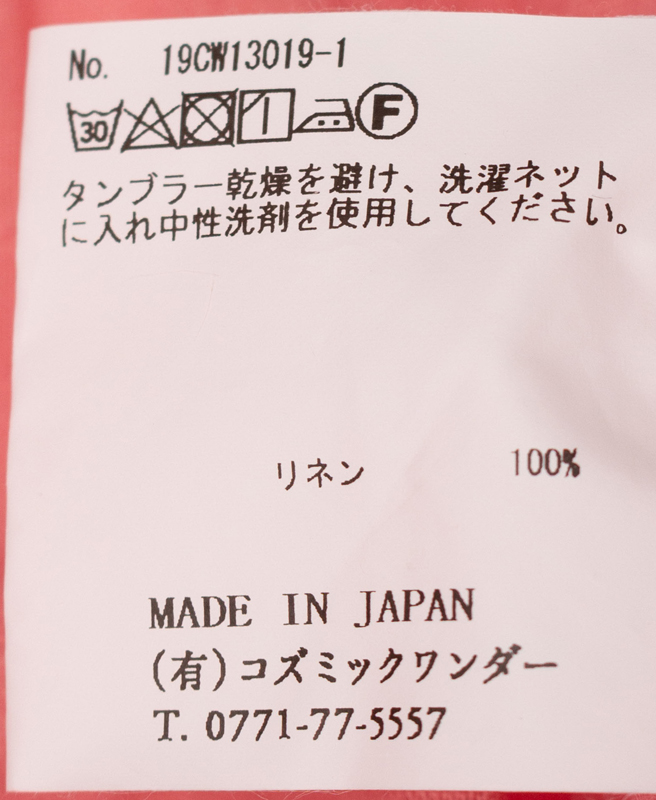 No. 19CW13019-1
30 F
タンブラー乾燥を避け、洗濯ネット
に入れ中性洗剤を使用してください。
リネン 100%
MADE IN JAPAN
(有)コズミックワンダー
T. 0771-77-5557